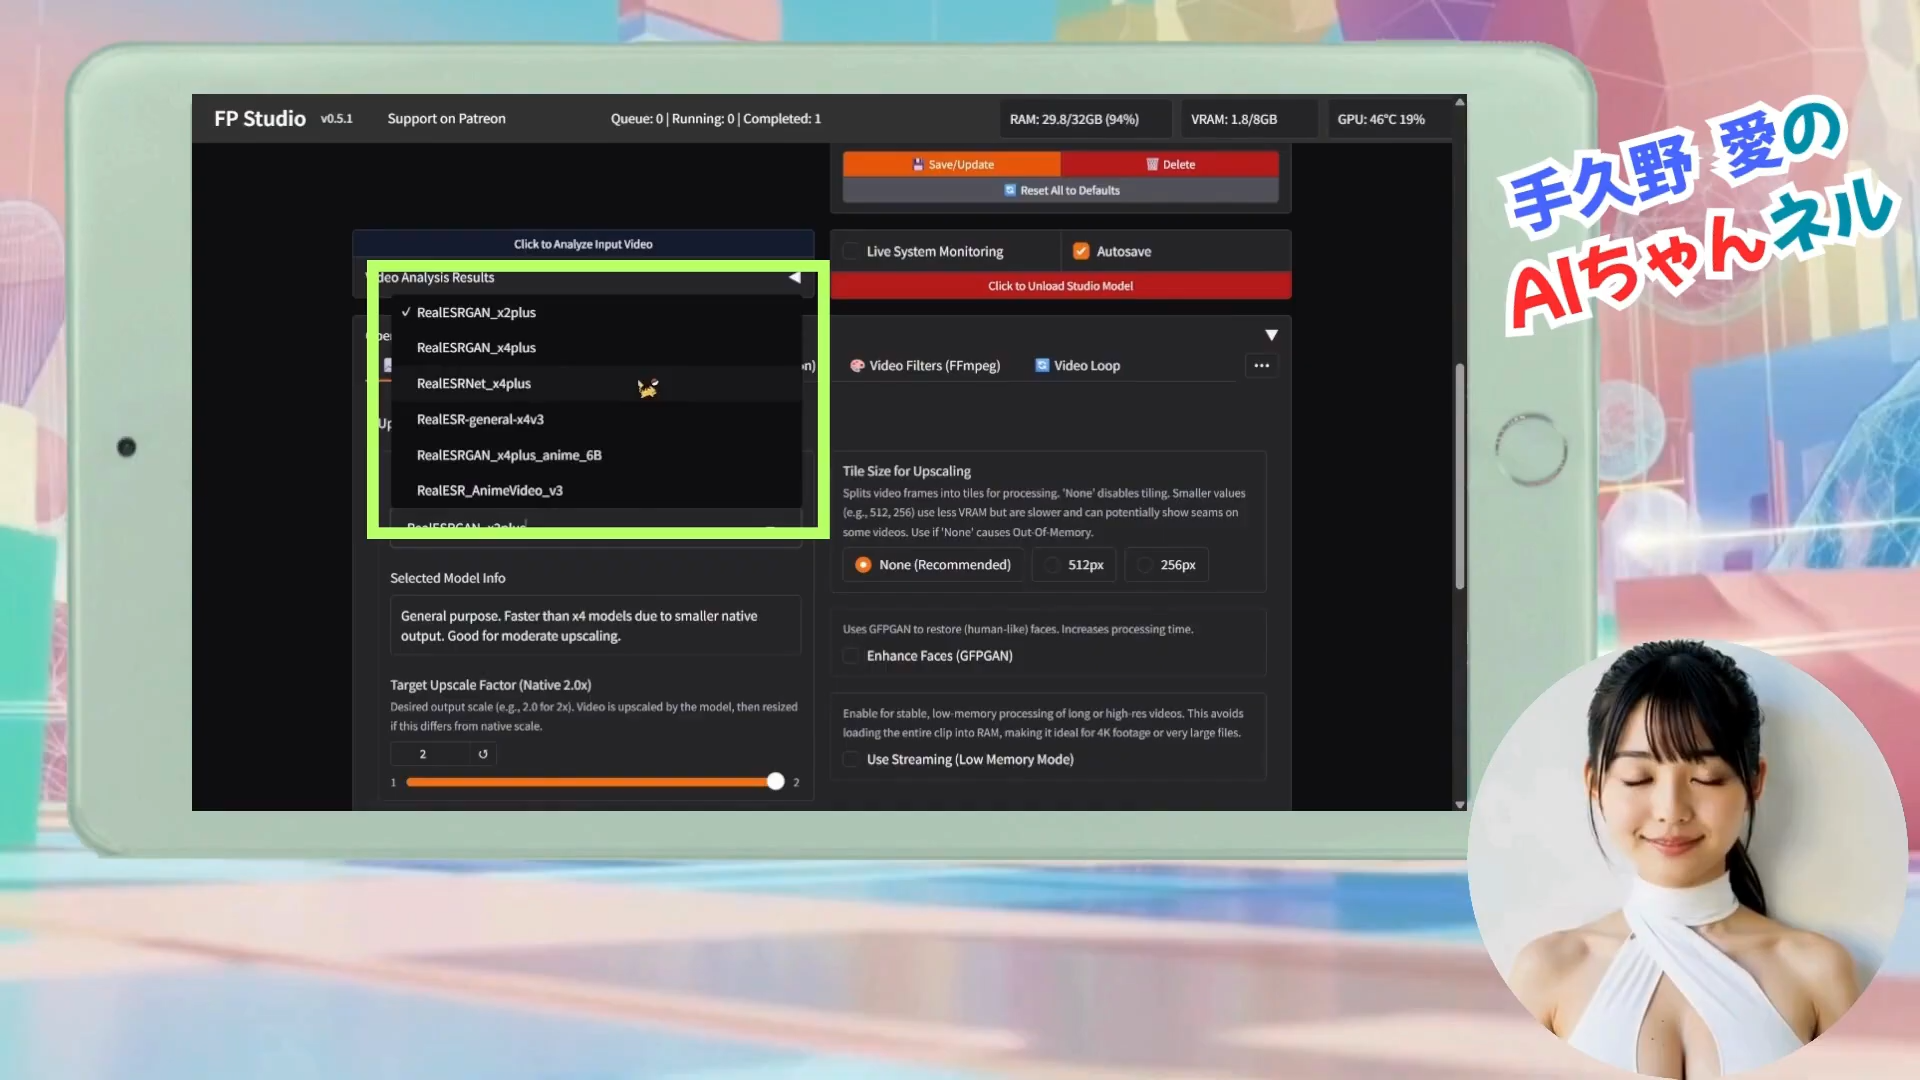 FP Studio v0.5.1 Support on Patreon Queue: 0 | Running: 0 | Completed: 1 RAM: 29.8/32GB (94%) VRAM: 1.8/8GB GPU: 46°C 19%
Save/Update Delete
Reset All to Defaults
手久野 愛の
AIちゃんネル
Click to Analyze Input Video
Live System Monitoring Autosave
deo Analysis Results
Click to Unload Studio Model
✓ RealESRGAN_x2plus
RealESRGAN_x4plus
RealESRNet_x4plus
RealESR-general-x4v3
RealESRGAN_x4plus_anime_6B
RealESR_AnimeVideo_v3
RealESRGAN_x2plus
Video Filters (FFmpeg) Video Loop ...
Selected Model Info
General purpose. Faster than x4 models due to smaller native
output. Good for moderate upscaling.
Target Upscale Factor (Native 2.0x)
Desired output scale (e.g., 2.0 for 2x). Video is upscaled by the model, then resized
if this differs from native scale.
2 ↺
1 2
Tile Size for Upscaling
Splits video frames into tiles for processing. 'None' disables tiling. Smaller values
(e.g., 512, 256) use less VRAM but are slower and can potentially show seams on
some videos. Use if 'None' causes Out-Of-Memory.
None (Recommended) 512px 256px
Uses GFPGAN to restore (human-like) faces. Increases processing time.
Enhance Faces (GFPGAN)
Enable for stable, low-memory processing of long or high-res videos. This avoids
loading the entire clip into RAM, making it ideal for 4K footage or very large files.
Use Streaming (Low Memory Mode)